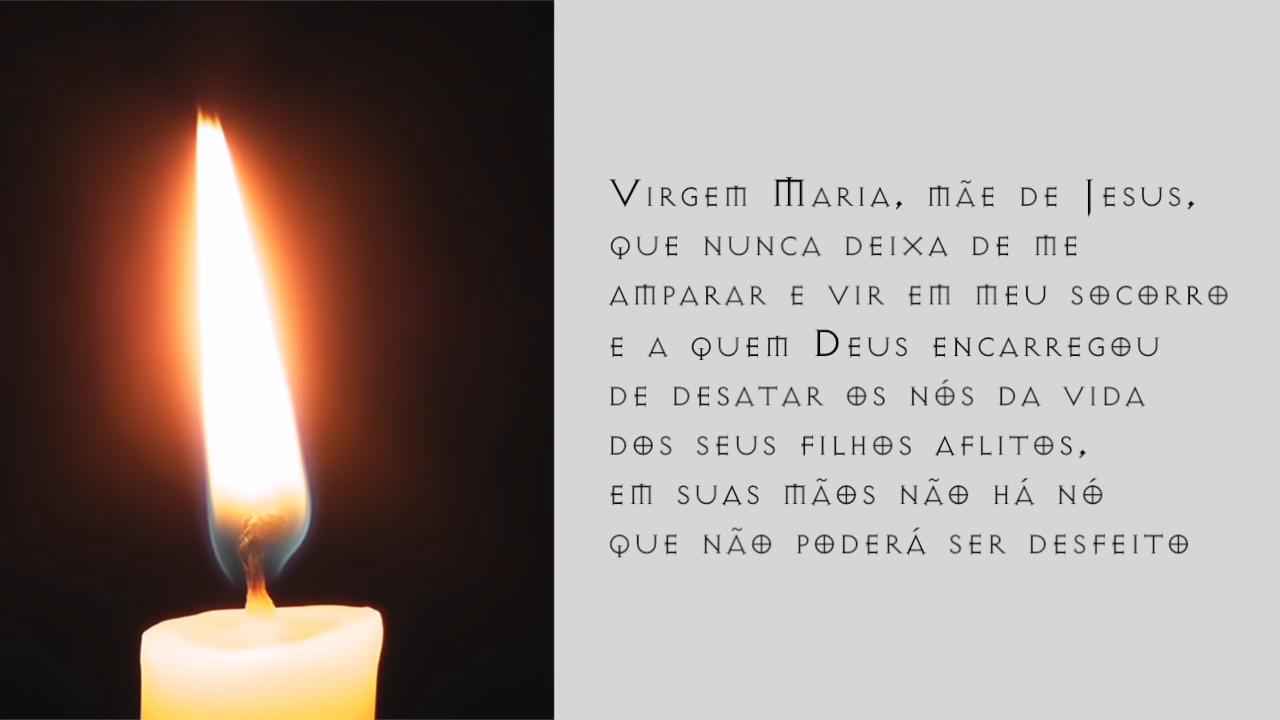 Virgem Maria, mãe de Jesus,
que nunca deixa de me
amparar e vir em meu socorro
e a quem Deus encarregou
de desatar os nós da vida
dos seus filhos aflitos,
em suas mãos não há nó
que não poderá ser desfeito